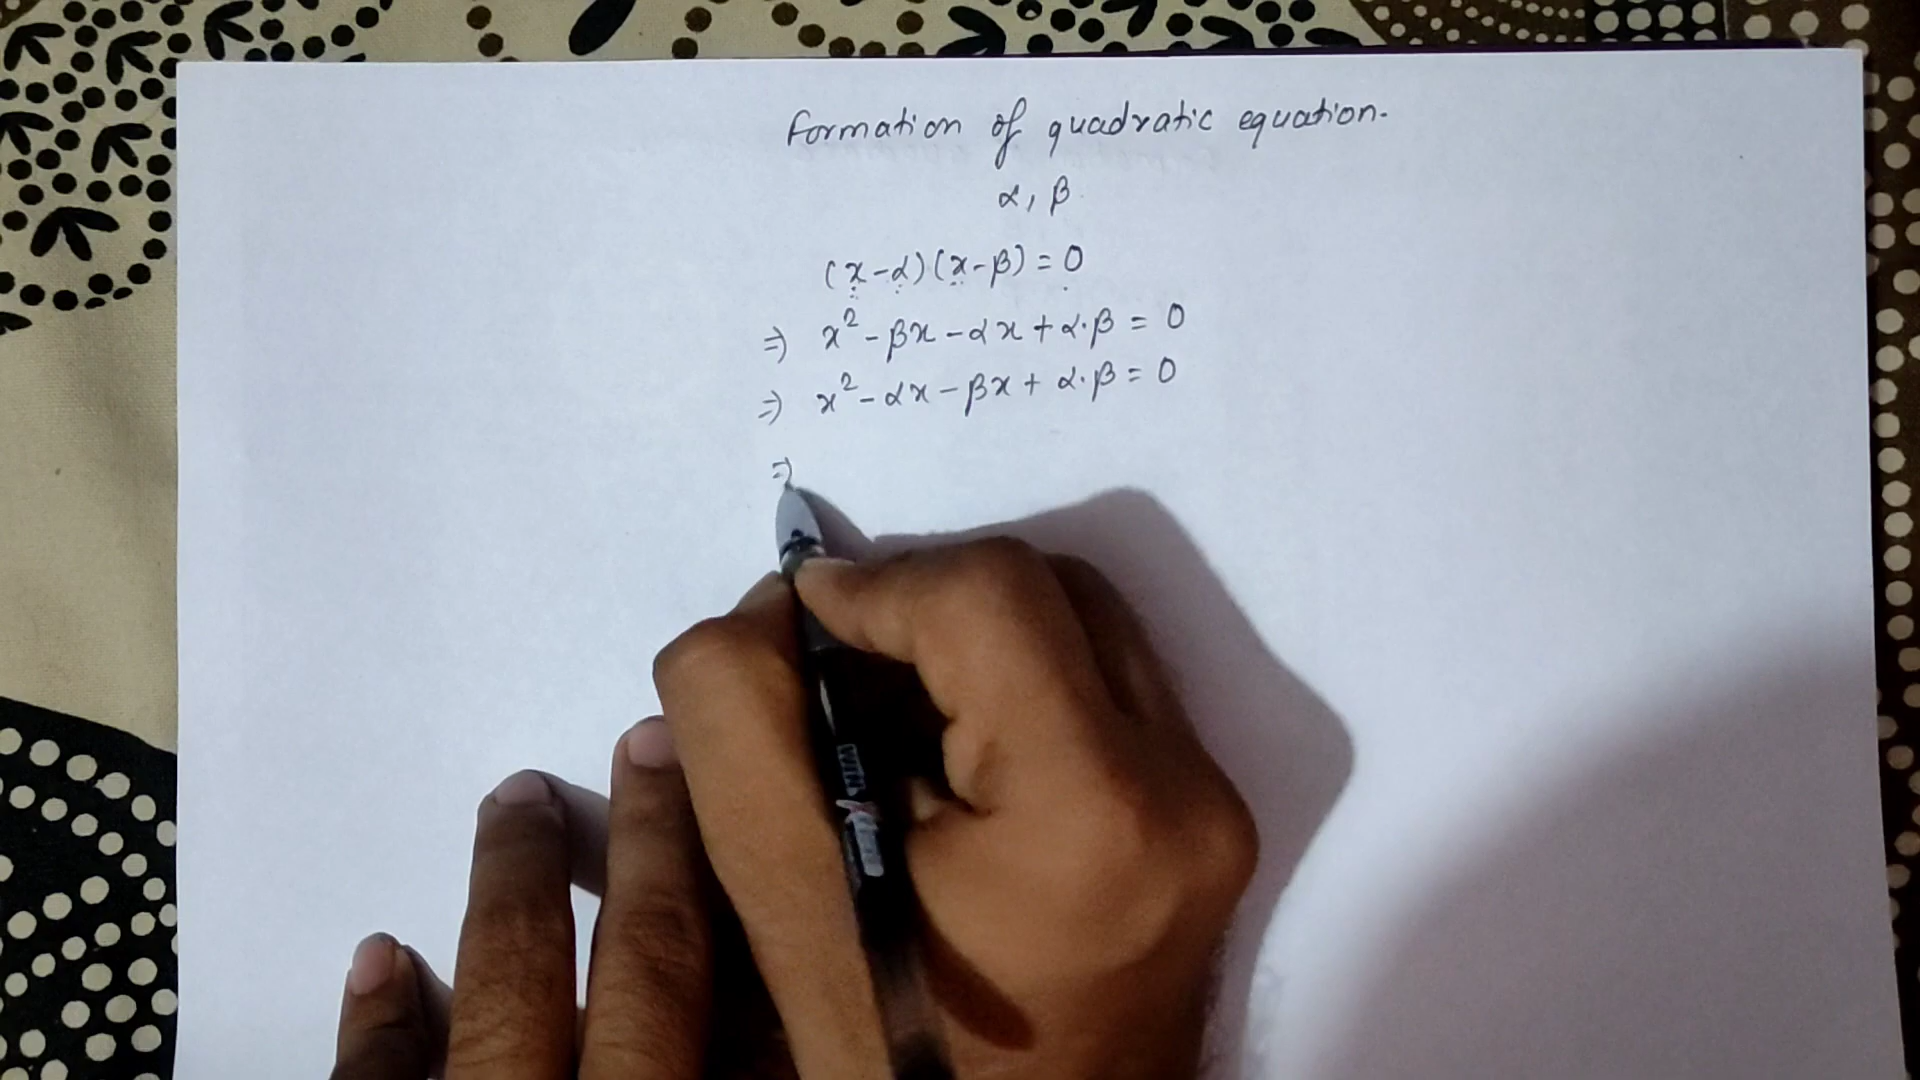 Formation of quadratic equation.
α, β
(x-α)(x-β) = 0
⇒ x² - βx - αx + α·β = 0
⇒ x² - αx - βx + α·β = 0
⇒